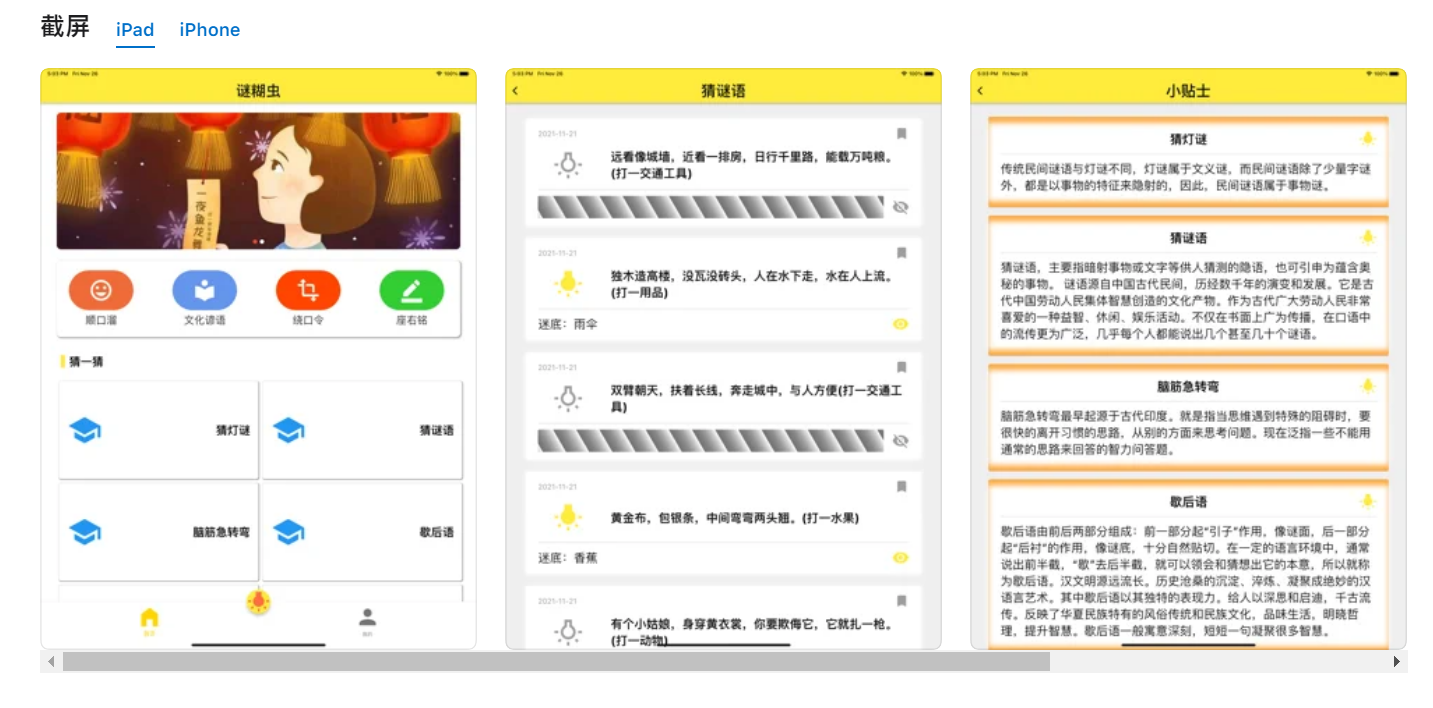 截屏 iPad iPhone
5:03 PM Fri Nov 26 100%
谜糊虫
一夜鱼龙舞
顺口溜 文化谚语 绕口令 座右铭
猜一猜
猜灯谜 猜谜语
脑筋急转弯 歇后语
5:03 PM Fri Nov 26 100%
猜谜语
2021-11-21
远看像城墙，近看一排房，日行千里路，能载万吨粮。
(打一交通工具)
2021-11-21
独木造高楼，没瓦没砖头，人在水下走，水在人上流。
(打一用品)
迷底：雨伞
2021-11-21
双臂朝天，扶着长线，奔走城中，与人方便(打一交通工
具)
2021-11-21
黄金布，包银条，中间弯弯两头翘。(打一水果)
迷底：香蕉
2021-11-21
有个小姑娘，身穿黄衣裳，你要欺侮它，它就扎一枪。
(打一动物)
5:03 PM Fri Nov 26 100%
小贴士
猜灯谜
传统民间谜语与灯谜不同，灯谜属于文义谜，而民间谜语除了少量字谜
外，都是以事物的特征来隐射的，因此，民间谜语属于事物谜。
猜谜语
猜谜语，主要指暗射事物或文字等供人猜测的隐语，也可引申为蕴含奥
秘的事物。 谜语源自中国古代民间，历经数千年的演变和发展。它是古
代中国劳动人民集体智慧创造的文化产物。作为古代广大劳动人民非常
喜爱的一种益智、休闲、娱乐活动。不仅在书面上广为传播，在口语中
的流传更为广泛，几乎每个人都能说出几个甚至几十个谜语。
脑筋急转弯
脑筋急转弯最早起源于古代印度。就是指当思维遇到特殊的阻碍时，要
很快的离开习惯的思路，从别的方面来思考问题。现在泛指一些不能用
通常的思路来回答的智力问答题。
歇后语
歇后语由前后两部分组成：前一部分起“引子”作用，像谜面，后一部分
起“后衬”的作用，像谜底，十分自然贴切。在一定的语言环境中，通常
说出前半截，“歇”去后半截，就可以领会和猜想出它的本意，所以就称
为歇后语。汉文明源远流长。历史沧桑的沉淀、淬炼、凝聚成绝妙的汉
语言艺术。其中歇后语以其独特的表现力。给人以深思和启迪，千古流
传。反映了华夏民族特有的风俗传统和民族文化，品味生活，明晓哲
理，提升智慧。歇后语一般寓意深刻，短短一句凝聚很多智慧。